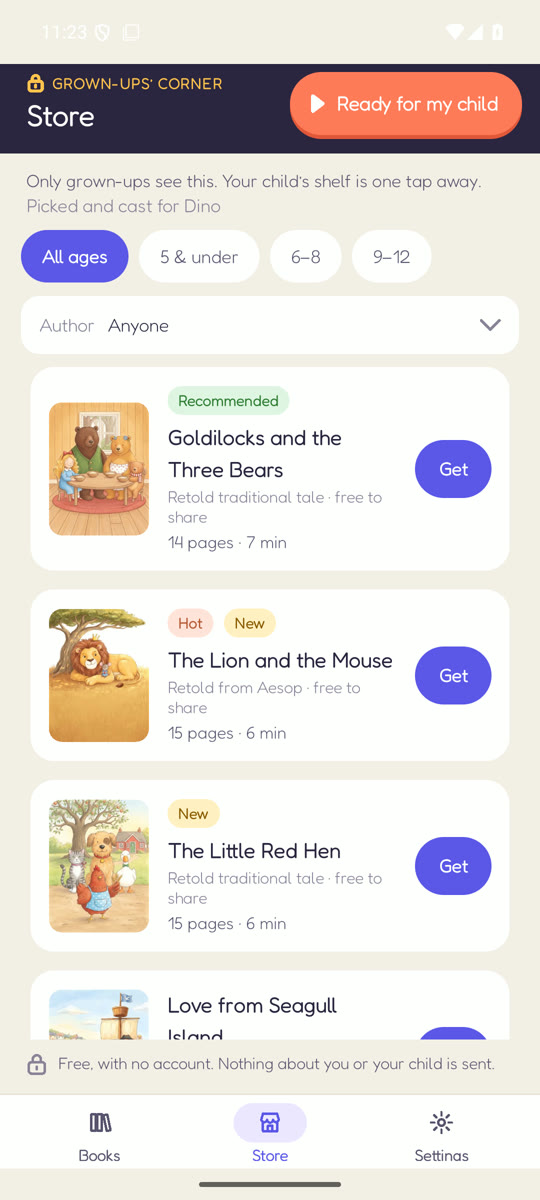 11:23
GROWN-UPS' CORNER
Store
Ready for my child
Only grown-ups see this. Your child's shelf is one tap away.
Picked and cast for Dino
All ages
5 & under
6–8
9–12
Author Anyone
Recommended
Goldilocks and the
Three Bears
Retold traditional tale · free to
share
14 pages · 7 min
Get
Hot New
The Lion and the Mouse
Retold from Aesop · free to
share
15 pages · 6 min
Get
New
The Little Red Hen
Retold traditional tale · free to
share
15 pages · 6 min
Get
Love from Seagull
Island
Free, with no account. Nothing about you or your child is sent.
Books
Store
Settings